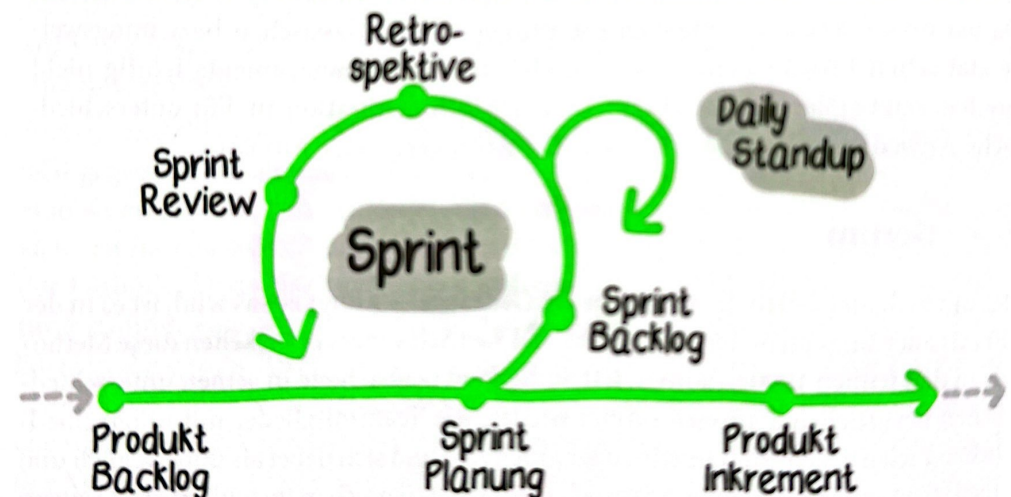 Retro-
spektive
Daily
Standup
Sprint
Review
Sprint
Sprint
Backlog
Produkt
Backlog
Sprint
Planung
Produkt
Inkrement